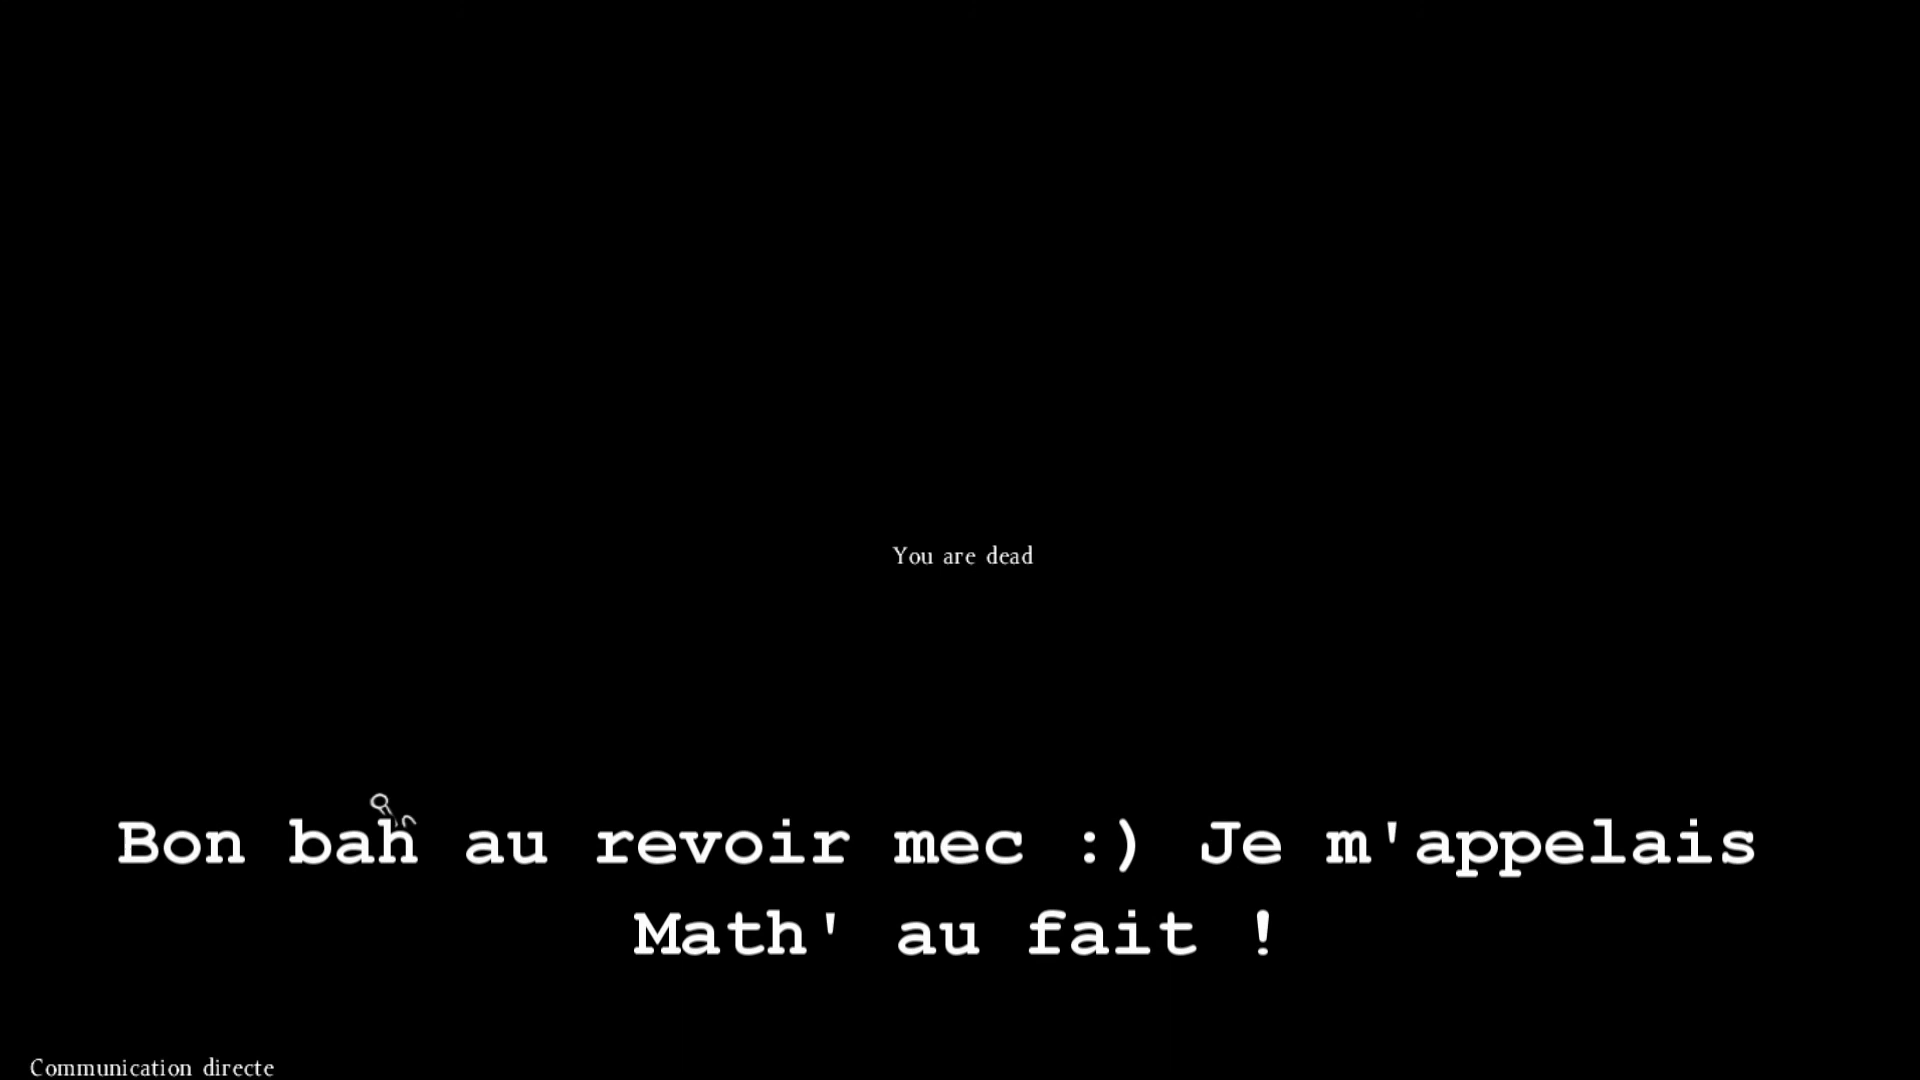 You are dead
Bon bah au revoir mec :) Je m'appelais
Math' au fait !
Communication directe